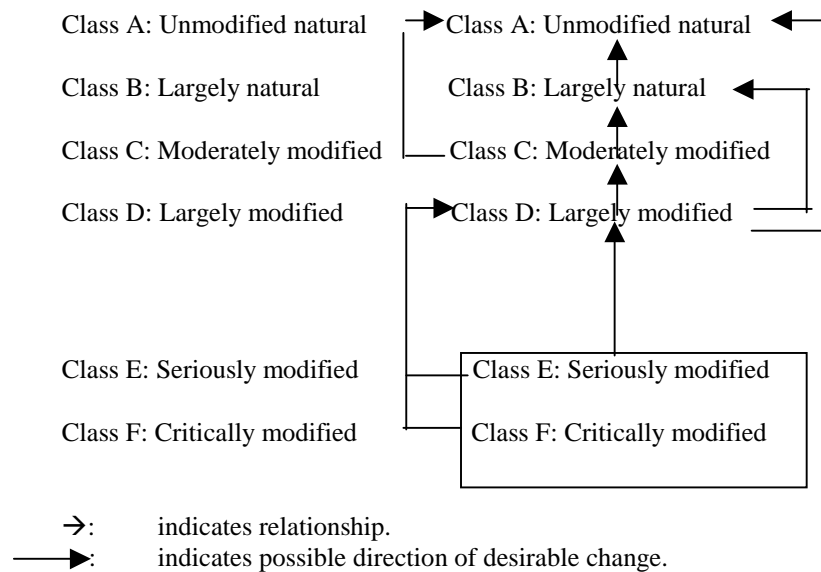 Class A: Unmodified natural Class A: Unmodified natural
Class B: Largely natural Class B: Largely natural
Class C: Moderately modified Class C: Moderately modified
Class D: Largely modified Class D: Largely modified
Class E: Seriously modified Class E: Seriously modified
Class F: Critically modified Class F: Critically modified
→: indicates relationship.
: indicates possible direction of desirable change.